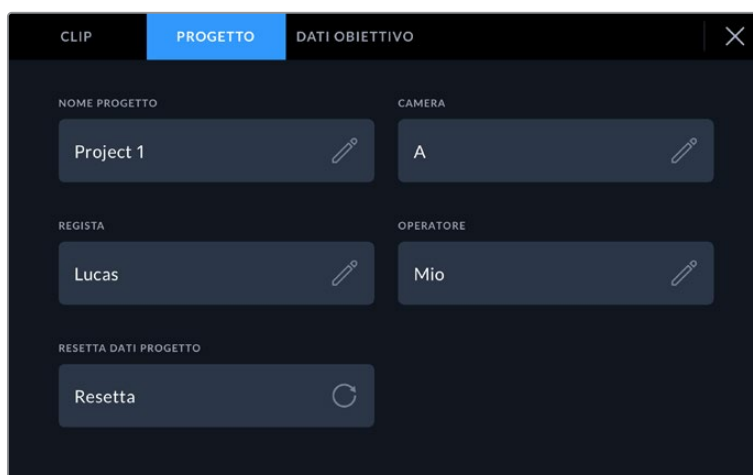 CLIP PROGETTO DATI OBIETTIVO
NOME PROGETTO CAMERA
Project 1 A
REGISTA OPERATORE
Lucas Mio
RESETTA DATI PROGETTO
Resetta